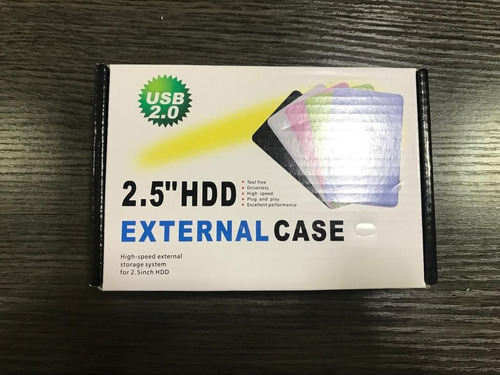 USB
2.0
2.5"HDD
• Tool free
• Driverless
• High speed
• Plug and play
• Excellent performance
EXTERNAL CASE
High-speed external
storage system
for 2.5inch HDD